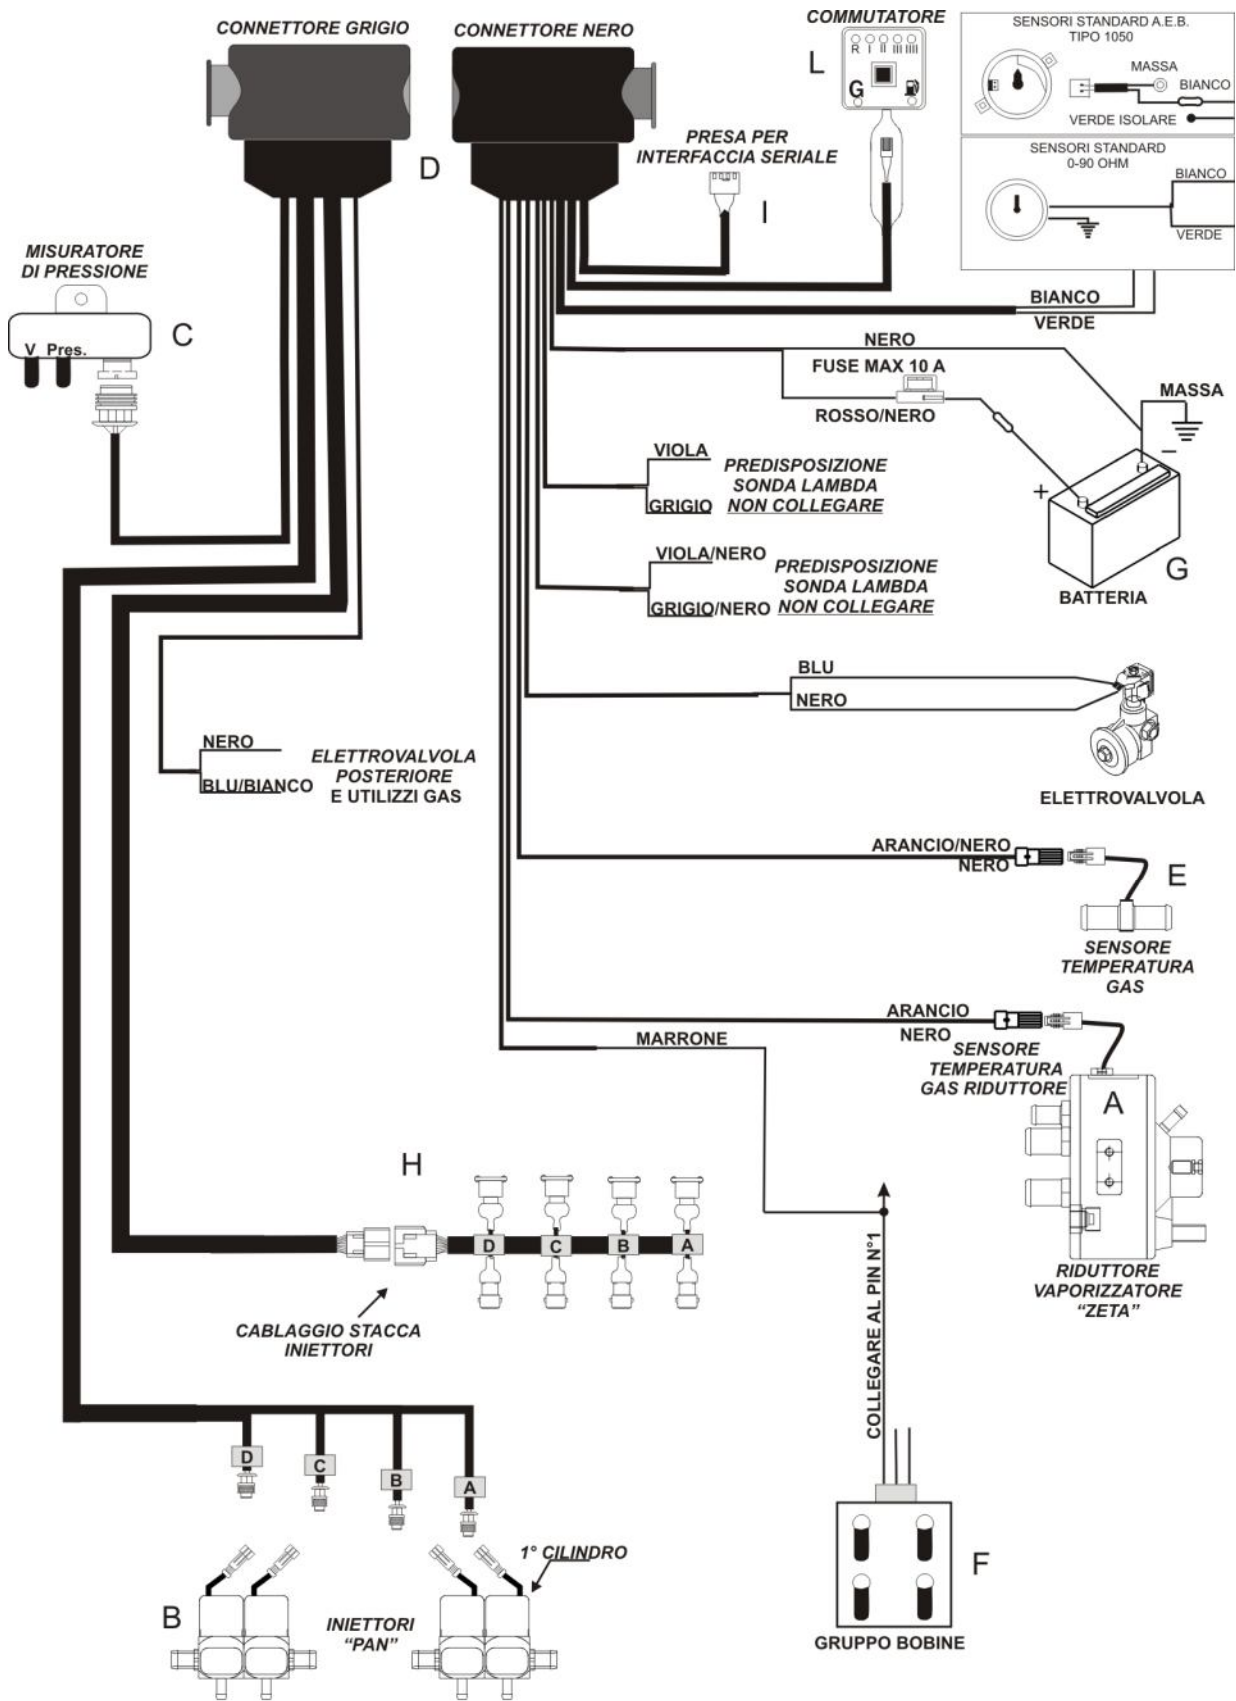 CONNETTORE GRIGIO
CONNETTORE NERO
COMMUTATORE
R I II III IIII
G
L
SENSORI STANDARD A.E.B.
TIPO 1050
MASSA
BIANCO
VERDE ISOLARE
SENSORI STANDARD
0-90 OHM
BIANCO
VERDE
D
PRESA PER
INTERFACCIA SERIALE
I
MISURATORE
DI PRESSIONE
V Pres.
C
BIANCO
VERDE
NERO
FUSE MAX 10 A
ROSSO/NERO
MASSA
+
−
G
BATTERIA
VIOLA
GRIGIO
PREDISPOSIZIONE
SONDA LAMBDA
NON COLLEGARE
VIOLA/NERO
GRIGIO/NERO
PREDISPOSIZIONE
SONDA LAMBDA
NON COLLEGARE
BLU
NERO
ELETTROVALVOLA
NERO
BLU/BIANCO
ELETTROVALVOLA
POSTERIORE
E UTILIZZI GAS
ARANCIO/NERO
NERO
E
SENSORE
TEMPERATURA
GAS
ARANCIO
NERO
MARRONE
SENSORE
TEMPERATURA
GAS RIDUTTORE
A
RIDUTTORE
VAPORIZZATORE
“ZETA”
H
D C B A
CABLAGGIO STACCA
INIETTORI
COLLEGARE AL PIN N°1
D
C
B
A
1° CILINDRO
B
INIETTORI
“PAN”
F
GRUPPO BOBINE